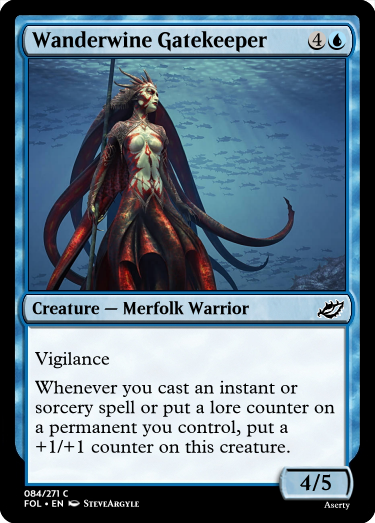 Wanderwine Gatekeeper 4
Creature — Merfolk Warrior
Vigilance
Whenever you cast an instant or
sorcery spell or put a lore counter on
a permanent you control, put a
+1/+1 counter on this creature.
4/5
084/271 C
FOL • EN SteveArgyle
Aserty